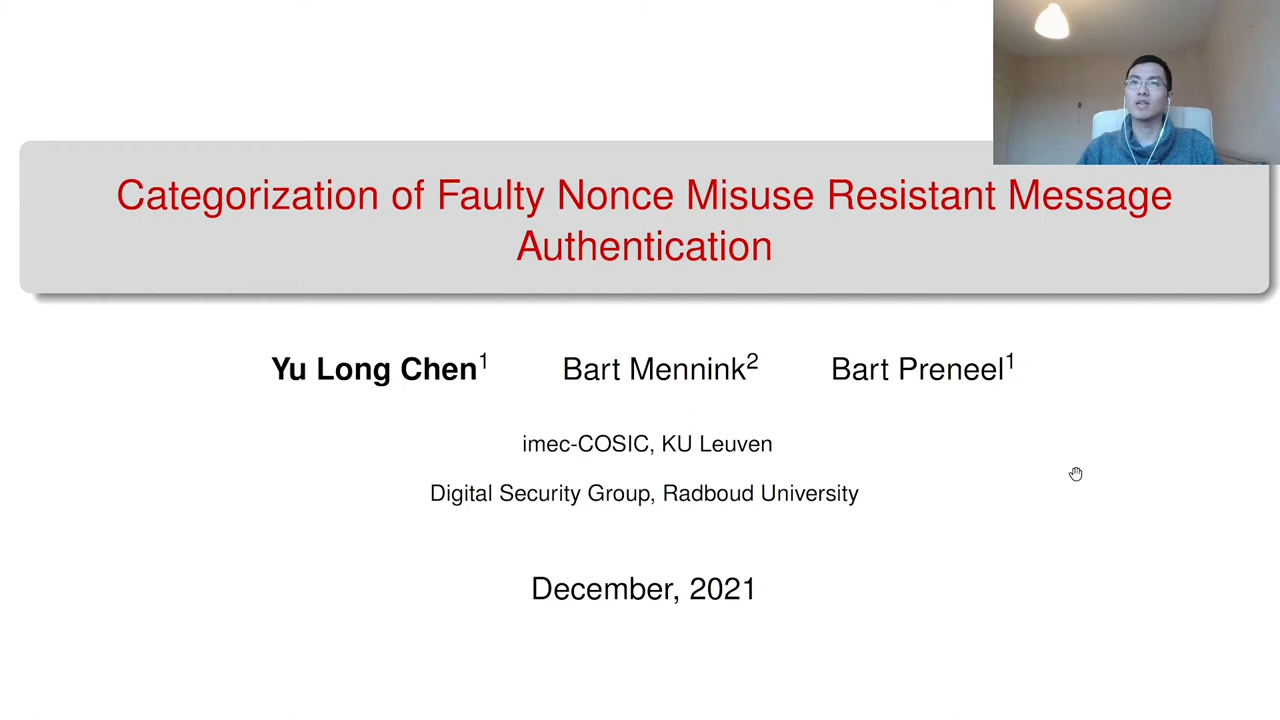 Categorization of Faulty Nonce Misuse Resistant Message
Authentication
Yu Long Chen¹ Bart Mennink² Bart Preneel¹
imec-COSIC, KU Leuven
Digital Security Group, Radboud University
December, 2021